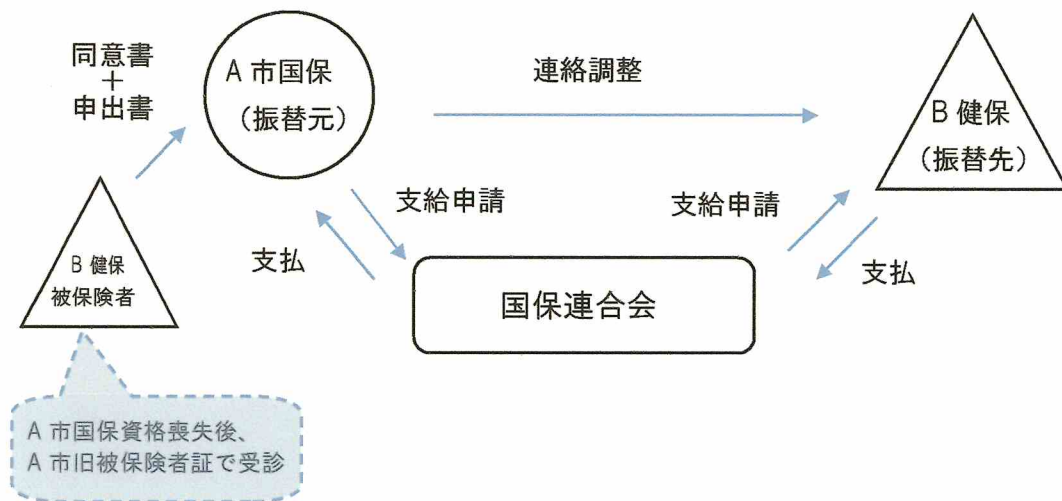 同意書
＋
申出書
A 市国保
（振替元）
連絡調整
B 健保
（振替先）
支給申請
支払
支給申請
支払
B 健保
被保険者
国保連合会
A 市国保資格喪失後、
A 市旧被保険者証で受診